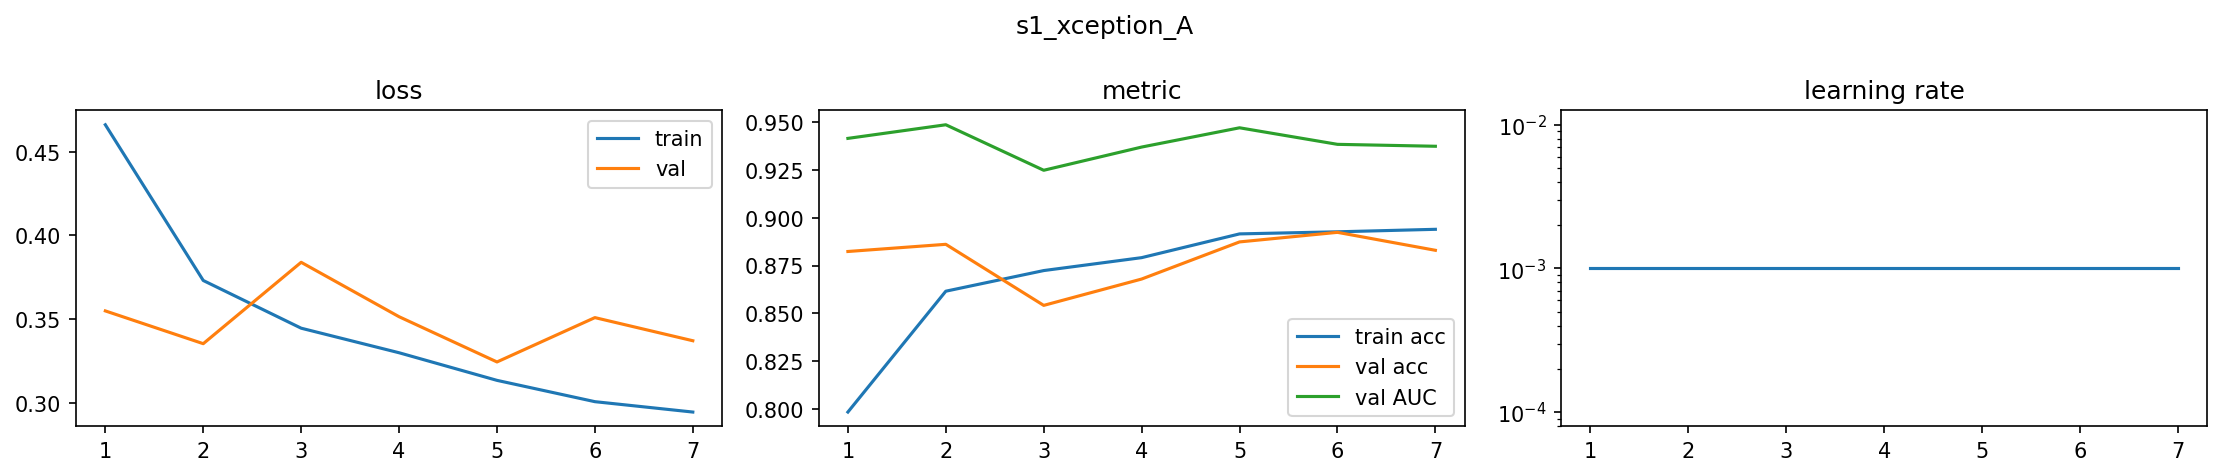 s1_xception_A
loss
0.45
0.40
0.35
0.30
1 2 3 4 5 6 7
train
val
metric
0.950
0.925
0.900
0.875
0.850
0.825
0.800
1 2 3 4 5 6 7
train acc
val acc
val AUC
learning rate
10⁻²
10⁻³
10⁻⁴
1 2 3 4 5 6 7